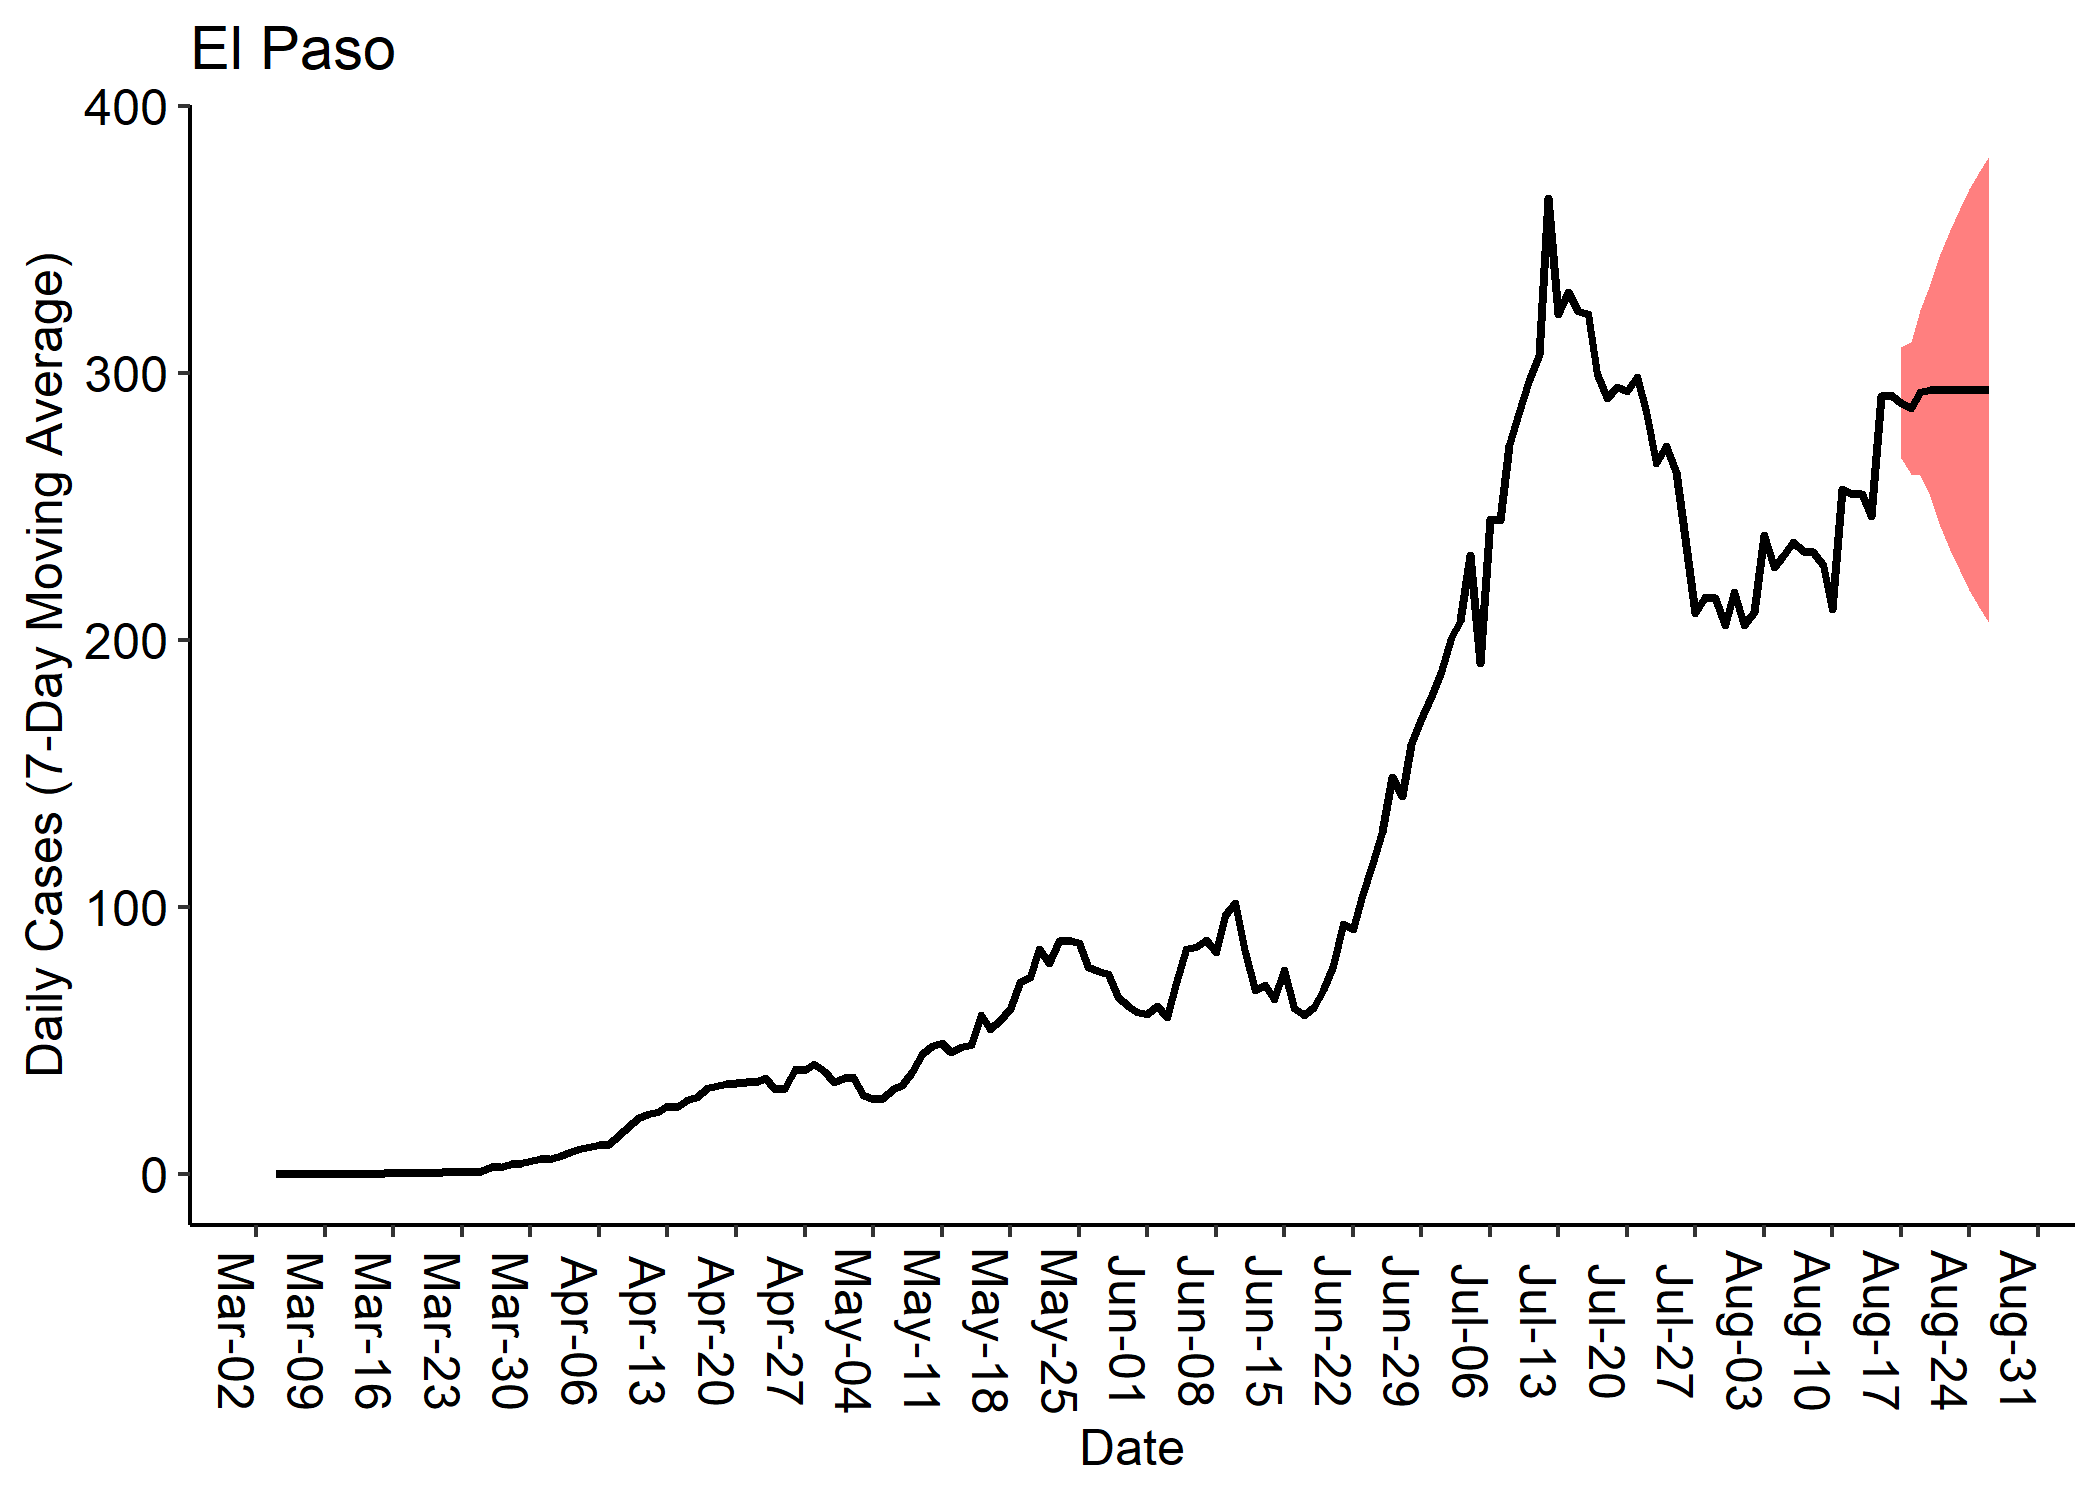 El Paso
400
300
200
100
0
Daily Cases (7-Day Moving Average)
Mar-02
Mar-09
Mar-16
Mar-23
Mar-30
Apr-06
Apr-13
Apr-20
Apr-27
May-04
May-11
May-18
May-25
Jun-01
Jun-08
Jun-15
Jun-22
Jun-29
Jul-06
Jul-13
Jul-20
Jul-27
Aug-03
Aug-10
Aug-17
Aug-24
Aug-31
Date